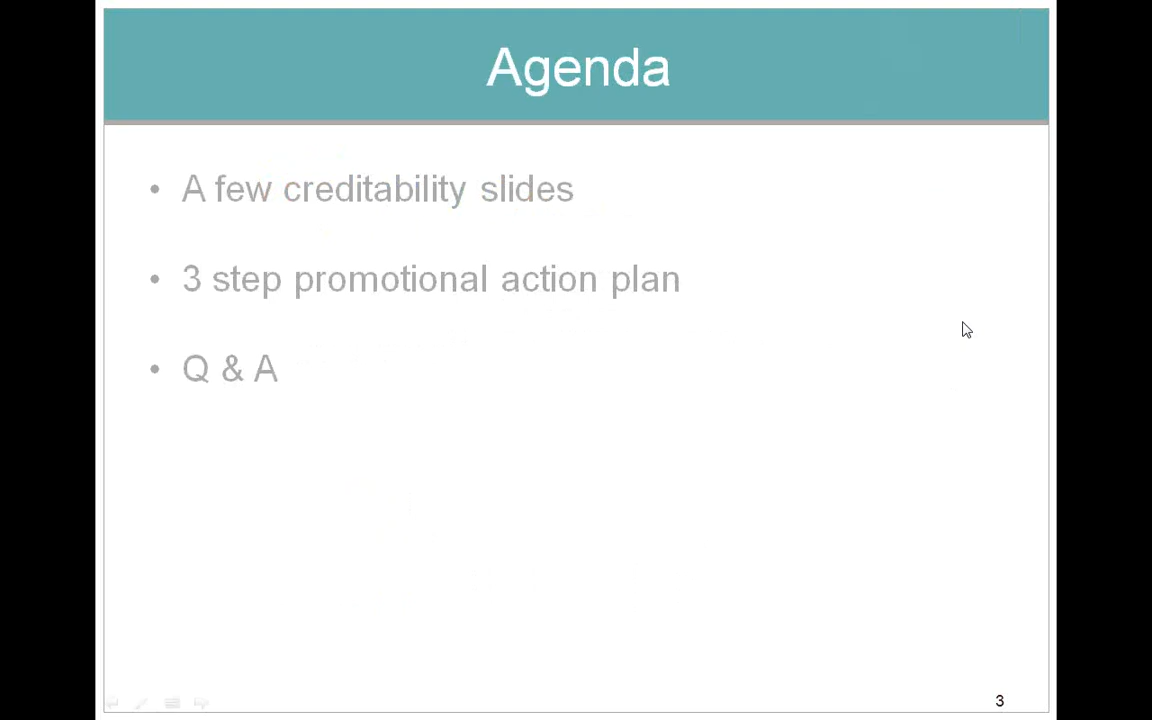 Agenda
• A few creditability slides
• 3 step promotional action plan
• Q & A
3